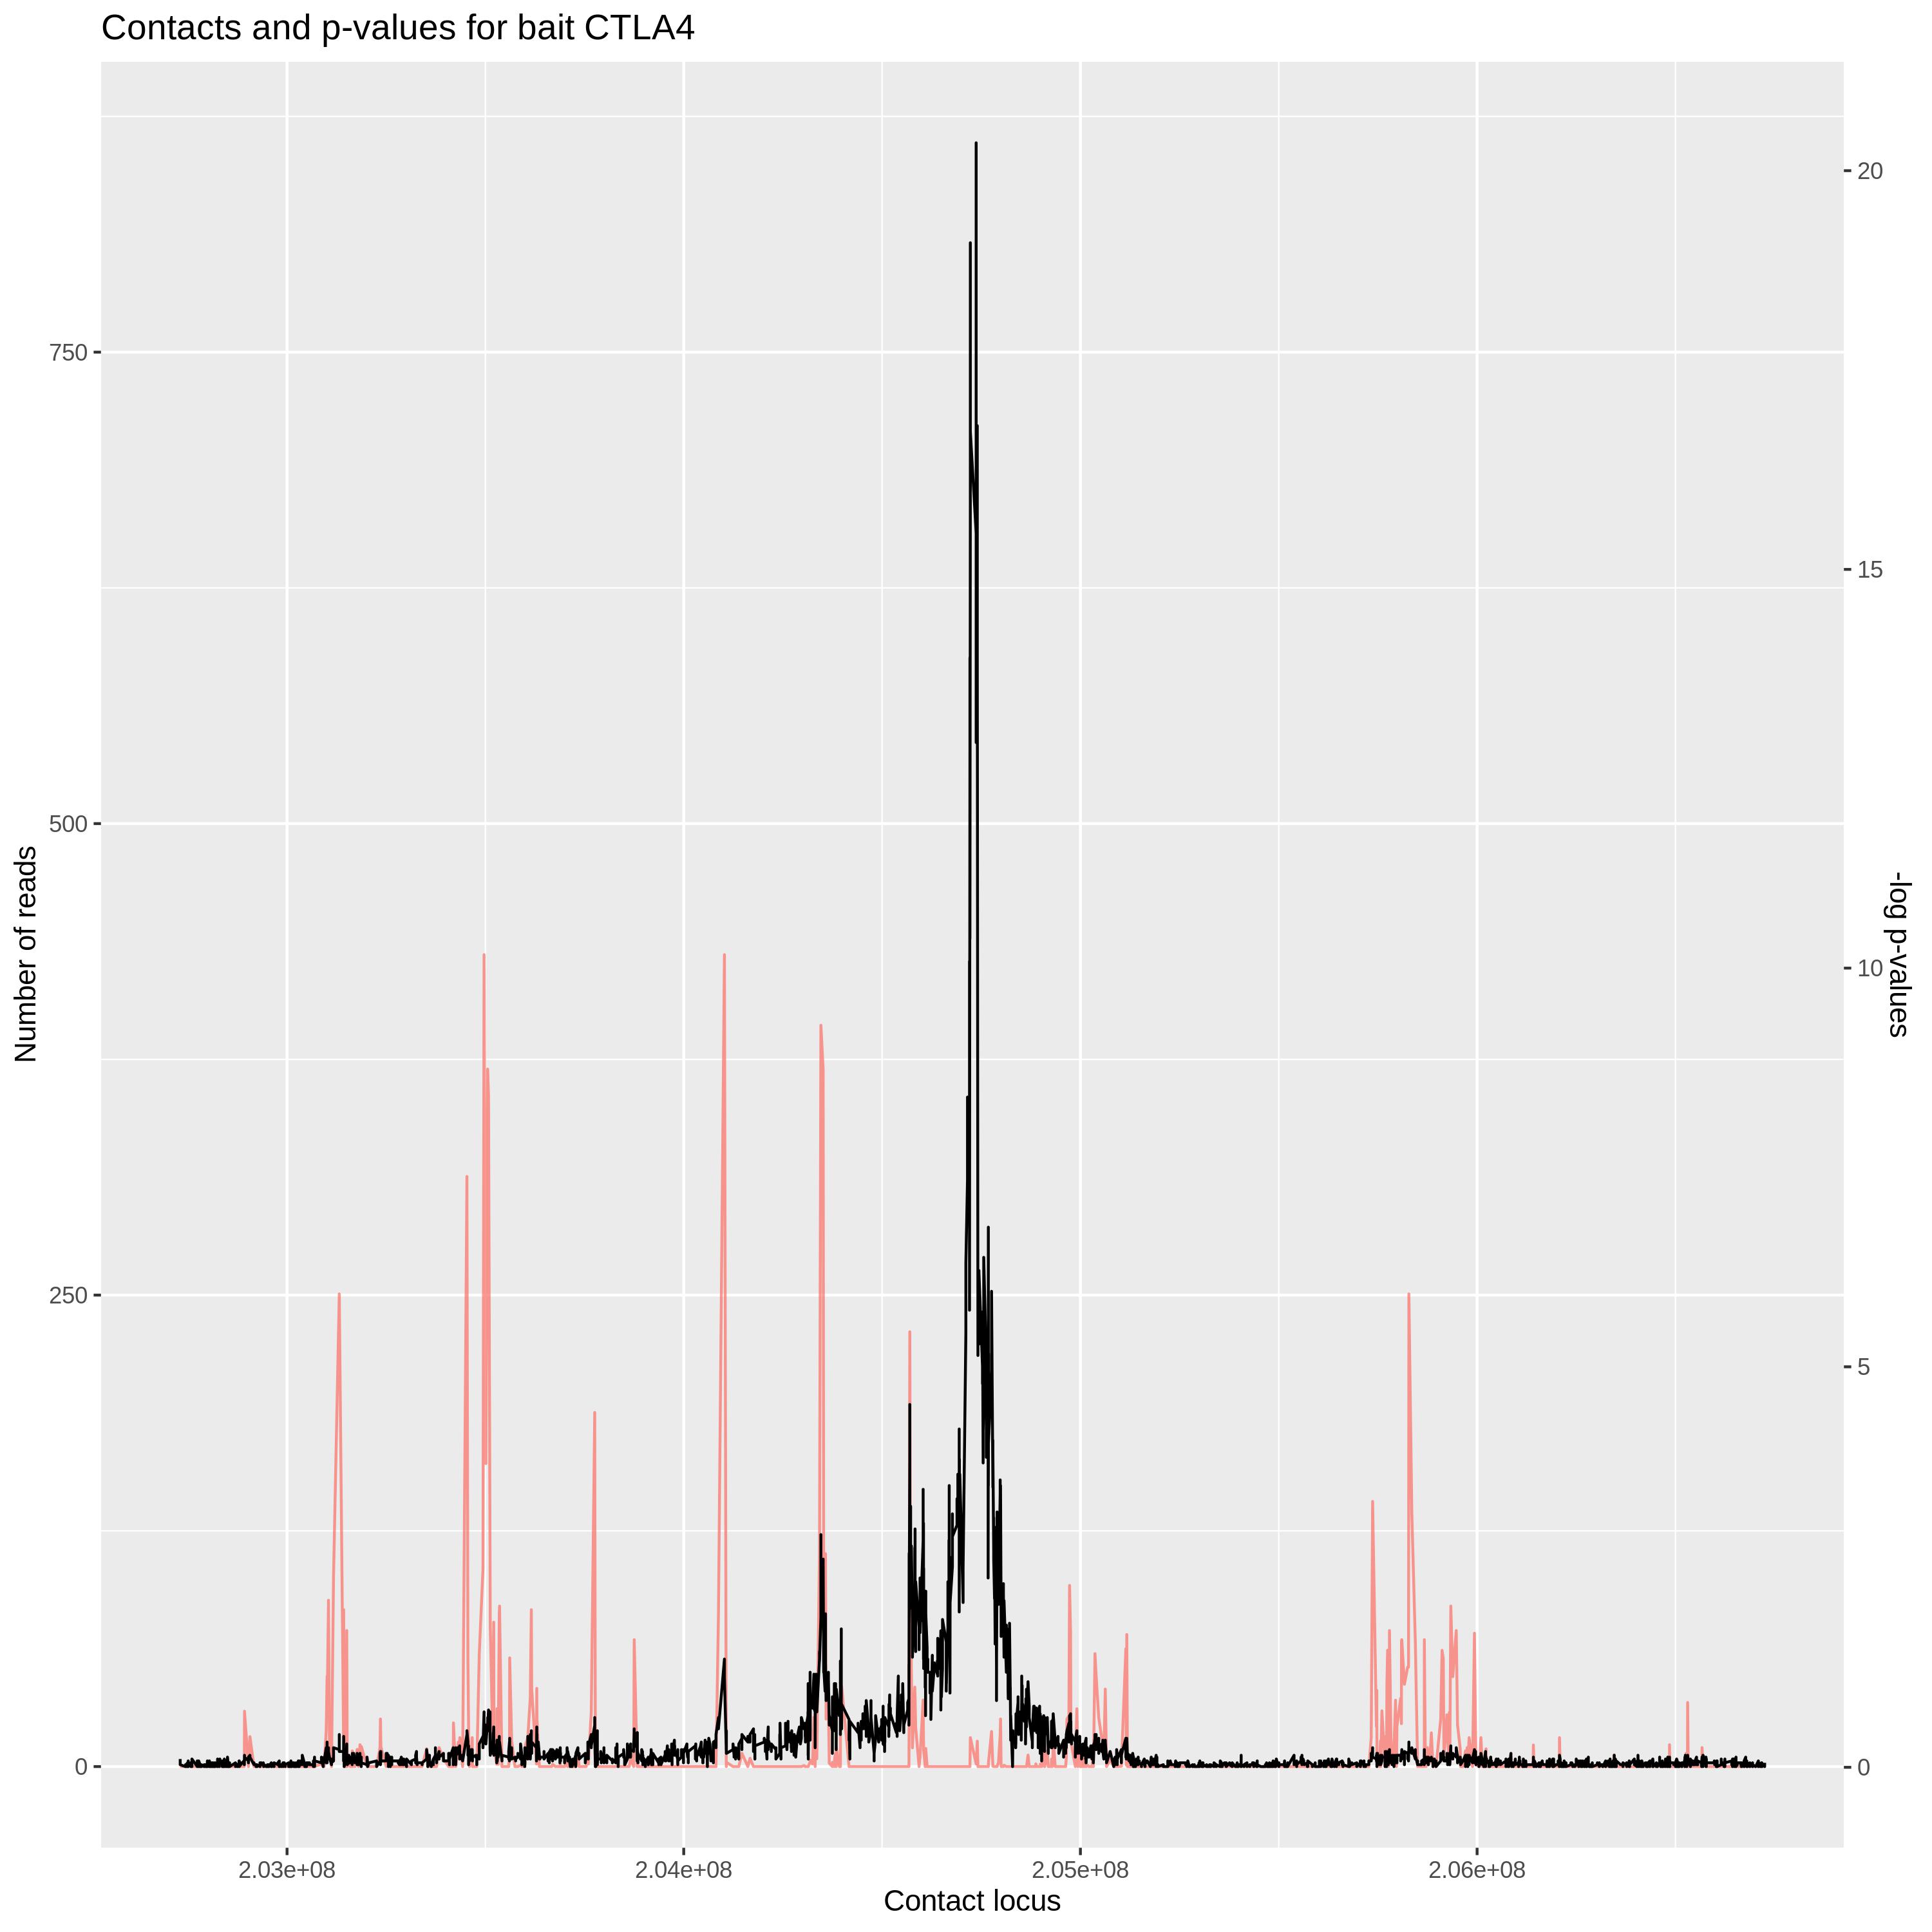 Contacts and p-values for bait CTLA4
Number of reads
750
500
250
0
20
15
10
5
0
-log p-values
2.03e+08
2.04e+08
2.05e+08
2.06e+08
Contact locus